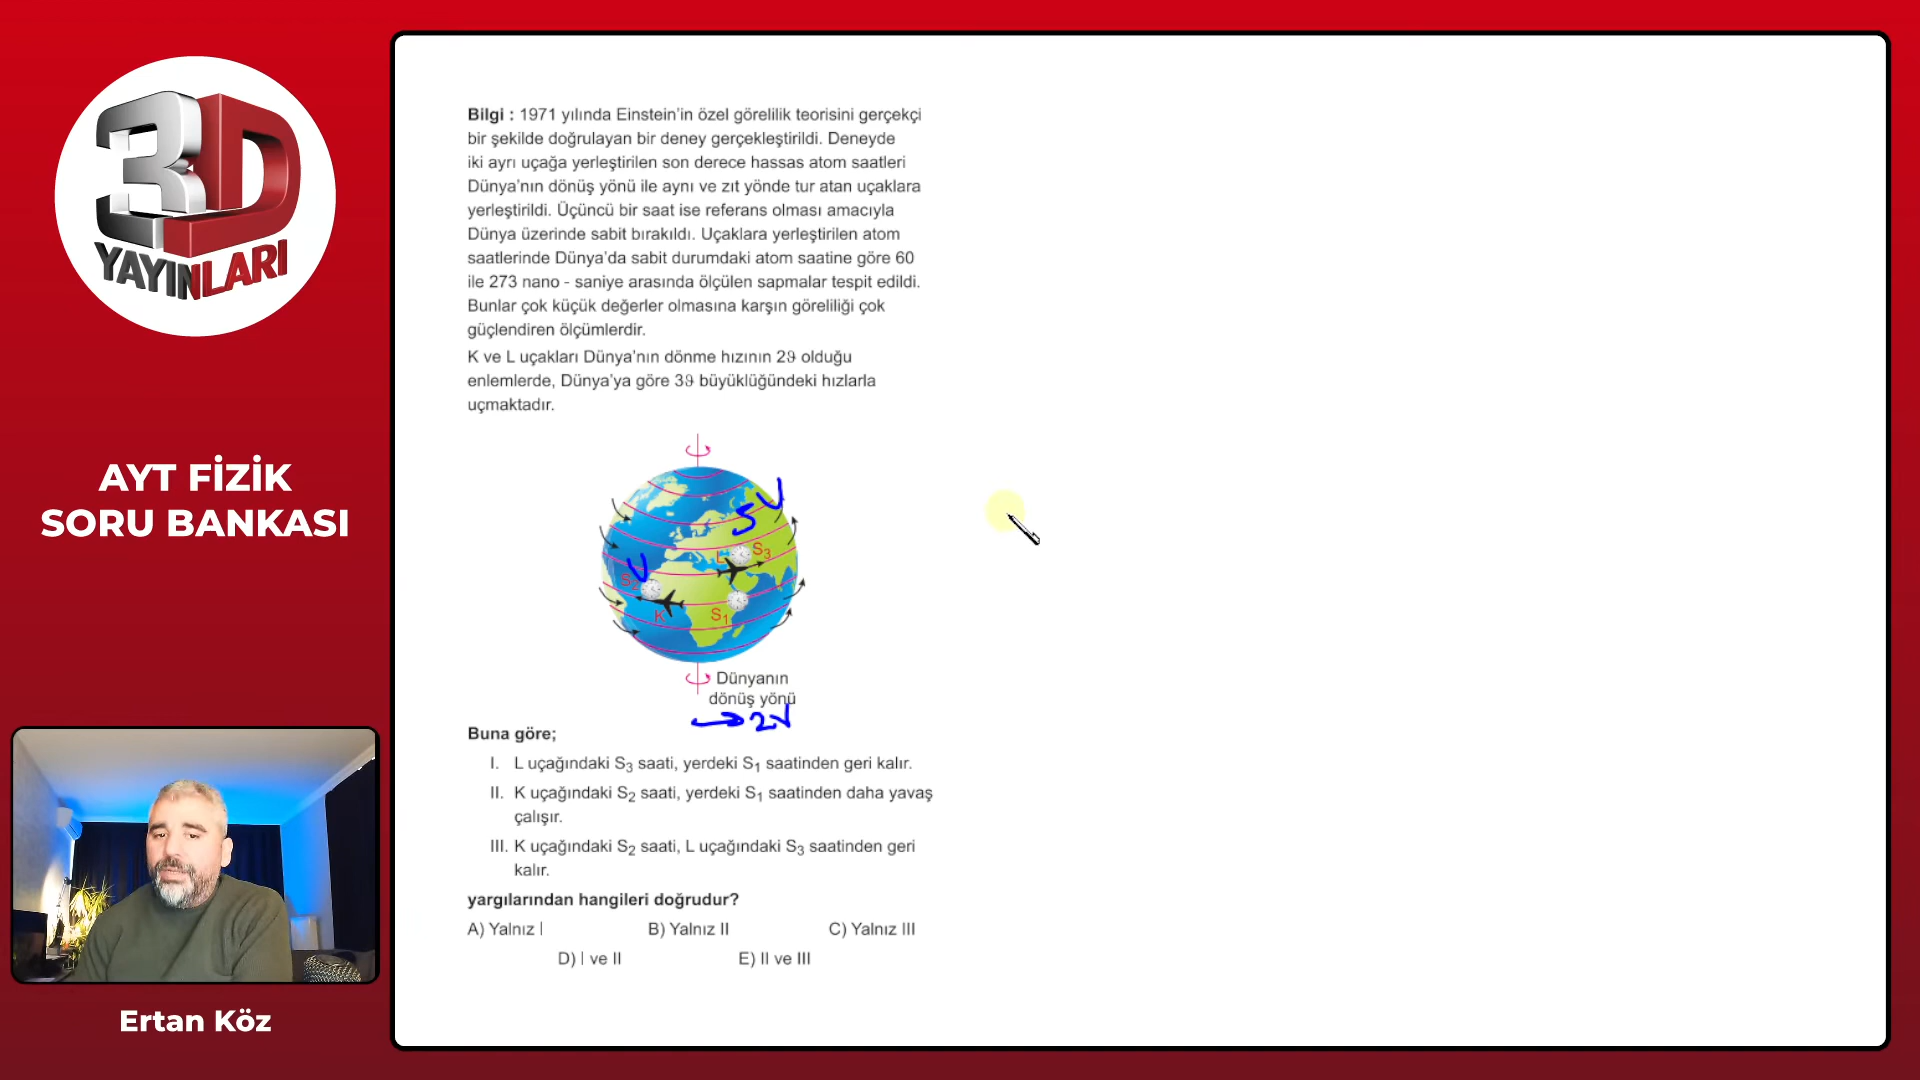 3D
YAYINLARI
AYT FİZİK
SORU BANKASI
Ertan Köz
Bilgi : 1971 yılında Einstein’in özel görelilik teorisini gerçekçi
bir şekilde doğrulayan bir deney gerçekleştirildi. Deneyde
iki ayrı uçağa yerleştirilen son derece hassas atom saatleri
Dünya’nın dönüş yönü ile aynı ve zıt yönde tur atan uçaklara
yerleştirildi. Üçüncü bir saat ise referans olması amacıyla
Dünya üzerinde sabit bırakıldı. Uçaklara yerleştirilen atom
saatlerinde Dünya’da sabit durumdaki atom saatine göre 60
ile 273 nano - saniye arasında ölçülen sapmalar tespit edildi.
Bunlar çok küçük değerler olmasına karşın göreliliği çok
güçlendiren ölçümlerdir.
K ve L uçakları Dünya’nın dönme hızının 2ϑ olduğu
enlemlerde, Dünya’ya göre 3ϑ büyüklüğündeki hızlarla
uçmaktadır.
5V
L S₃
V
S₂
K S₁
Dünyanın
dönüş yönü
→ 2V
Buna göre;
I. L uçağındaki S₃ saati, yerdeki S₁ saatinden geri kalır.
II. K uçağındaki S₂ saati, yerdeki S₁ saatinden daha yavaş
çalışır.
III. K uçağındaki S₂ saati, L uçağındaki S₃ saatinden geri
kalır.
yargılarından hangileri doğrudur?
A) Yalnız I B) Yalnız II C) Yalnız III
D) I ve II E) II ve III